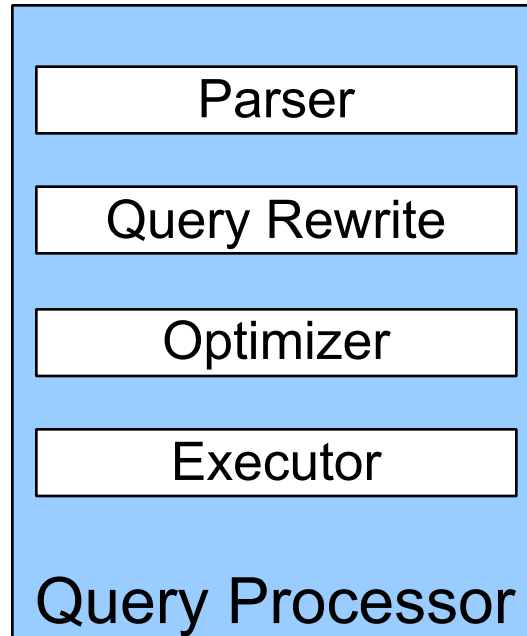 Parser
Query Rewrite
Optimizer
Executor
Query Processor